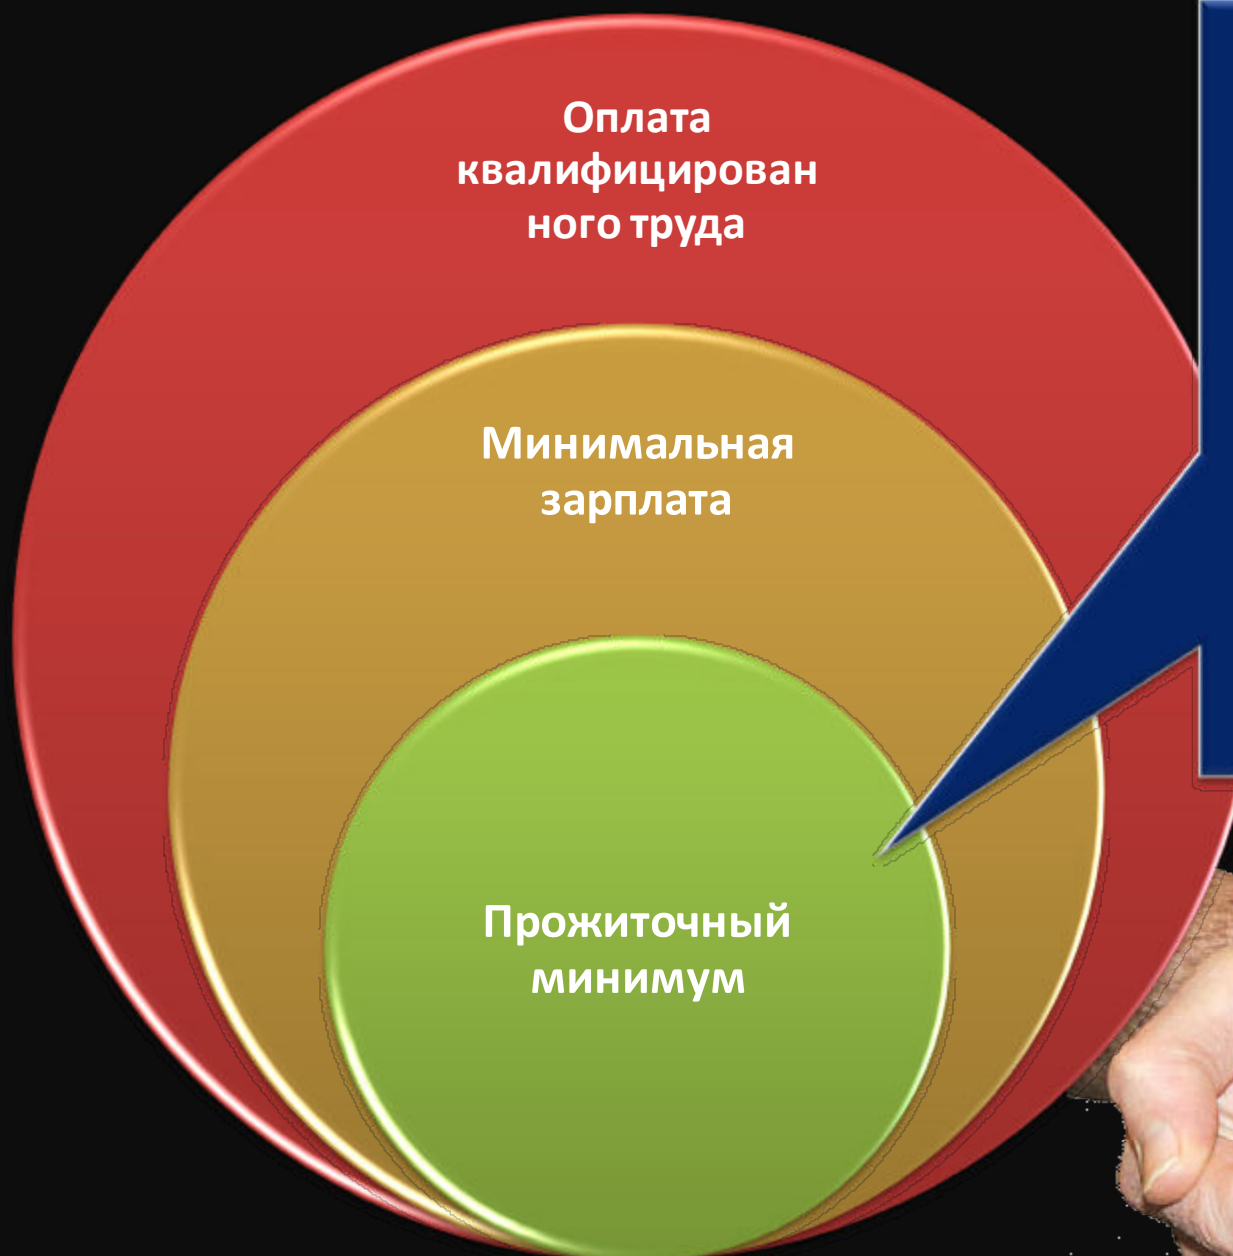 Оплата
квалифицирован
ного труда
Минимальная
зарплата
Прожиточный
минимум